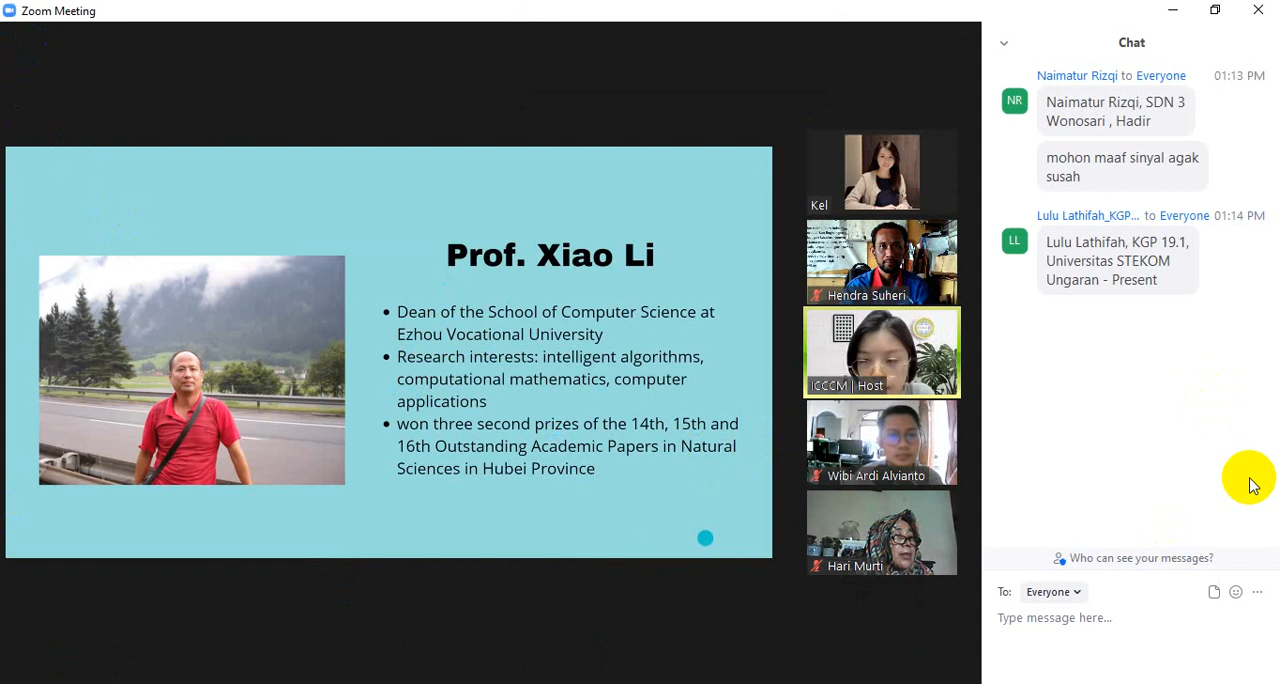 Zoom Meeting
Prof. Xiao Li
• Dean of the School of Computer Science at
Ezhou Vocational University
• Research interests: intelligent algorithms,
computational mathematics, computer
applications
• won three second prizes of the 14th, 15th and
16th Outstanding Academic Papers in Natural
Sciences in Hubei Province
Kel
Hendra Suheri
ICCCM | Host
Wibi Ardi Alvianto
Hari Murti
Chat
Naimatur Rizqi to Everyone 01:13 PM
NR
Naimatur Rizqi, SDN 3
Wonosari , Hadir
mohon maaf sinyal agak
susah
Lulu Lathifah_KGP... to Everyone 01:14 PM
LL
Lulu Lathifah, KGP 19.1,
Universitas STEKOM
Ungaran - Present
Who can see your messages?
To: Everyone
Type message here...